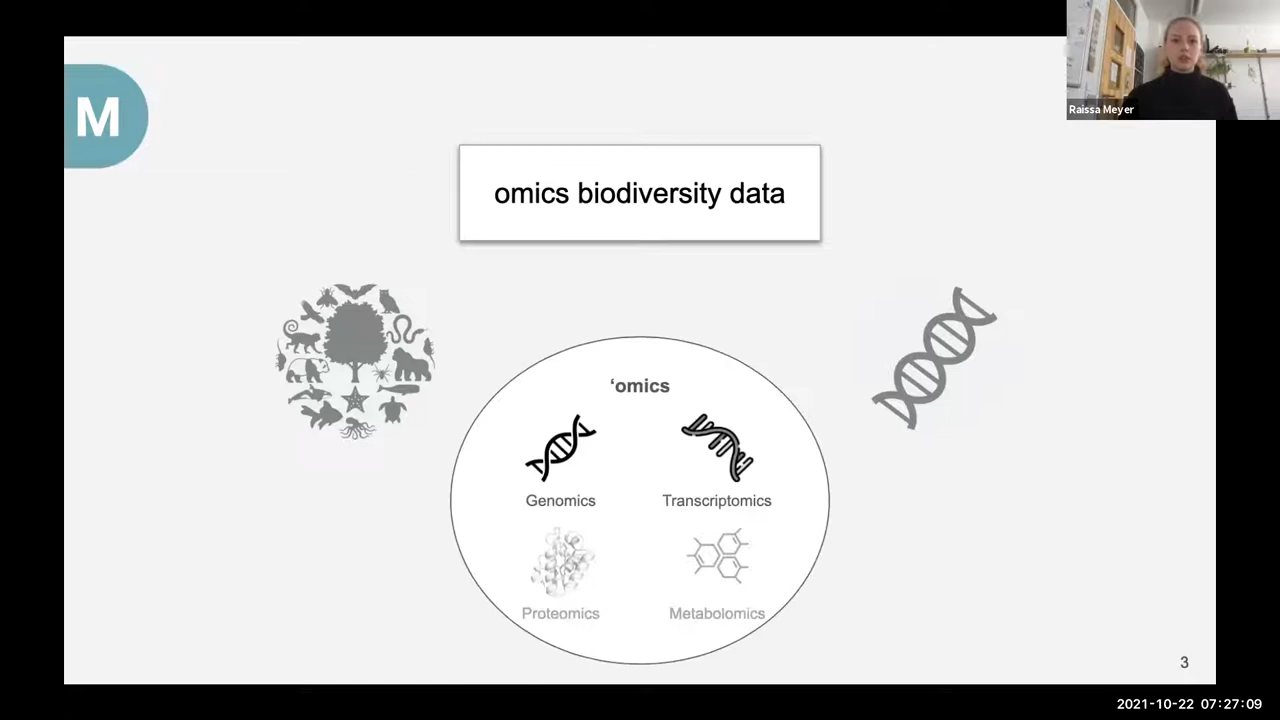 Raissa Meyer
M
omics biodiversity data
‘omics
Genomics
Transcriptomics
Proteomics
Metabolomics
3
2021-10-22 07:27:09